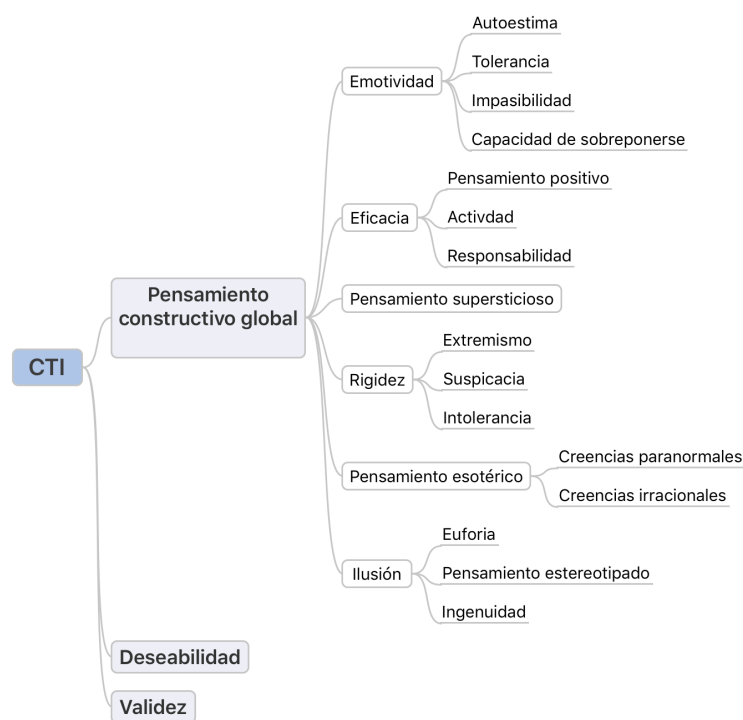 CTI
Pensamiento
constructivo global
Emotividad
Autoestima
Tolerancia
Impasibilidad
Capacidad de sobreponerse
Eficacia
Pensamiento positivo
Activdad
Responsabilidad
Pensamiento supersticioso
Rigidez
Extremismo
Suspicacia
Intolerancia
Pensamiento esotérico
Creencias paranormales
Creencias irracionales
Ilusión
Euforia
Pensamiento estereotipado
Ingenuidad
Deseabilidad
Validez